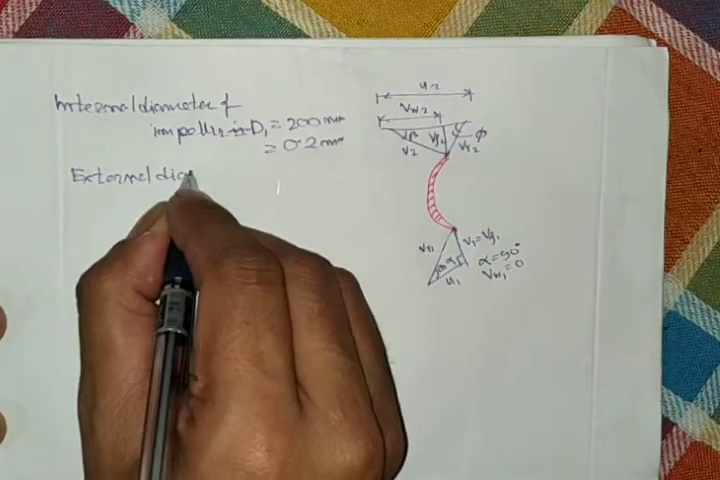 Internal diameter of
impeller is D₁ = 200 mm
= 0.2 mm
External dia
u2
Vw2
β
ϕ
V2
Vf2
Vr2
Vr1
V1=Vf1
θ
α
u1
α=90°
Vw1=0